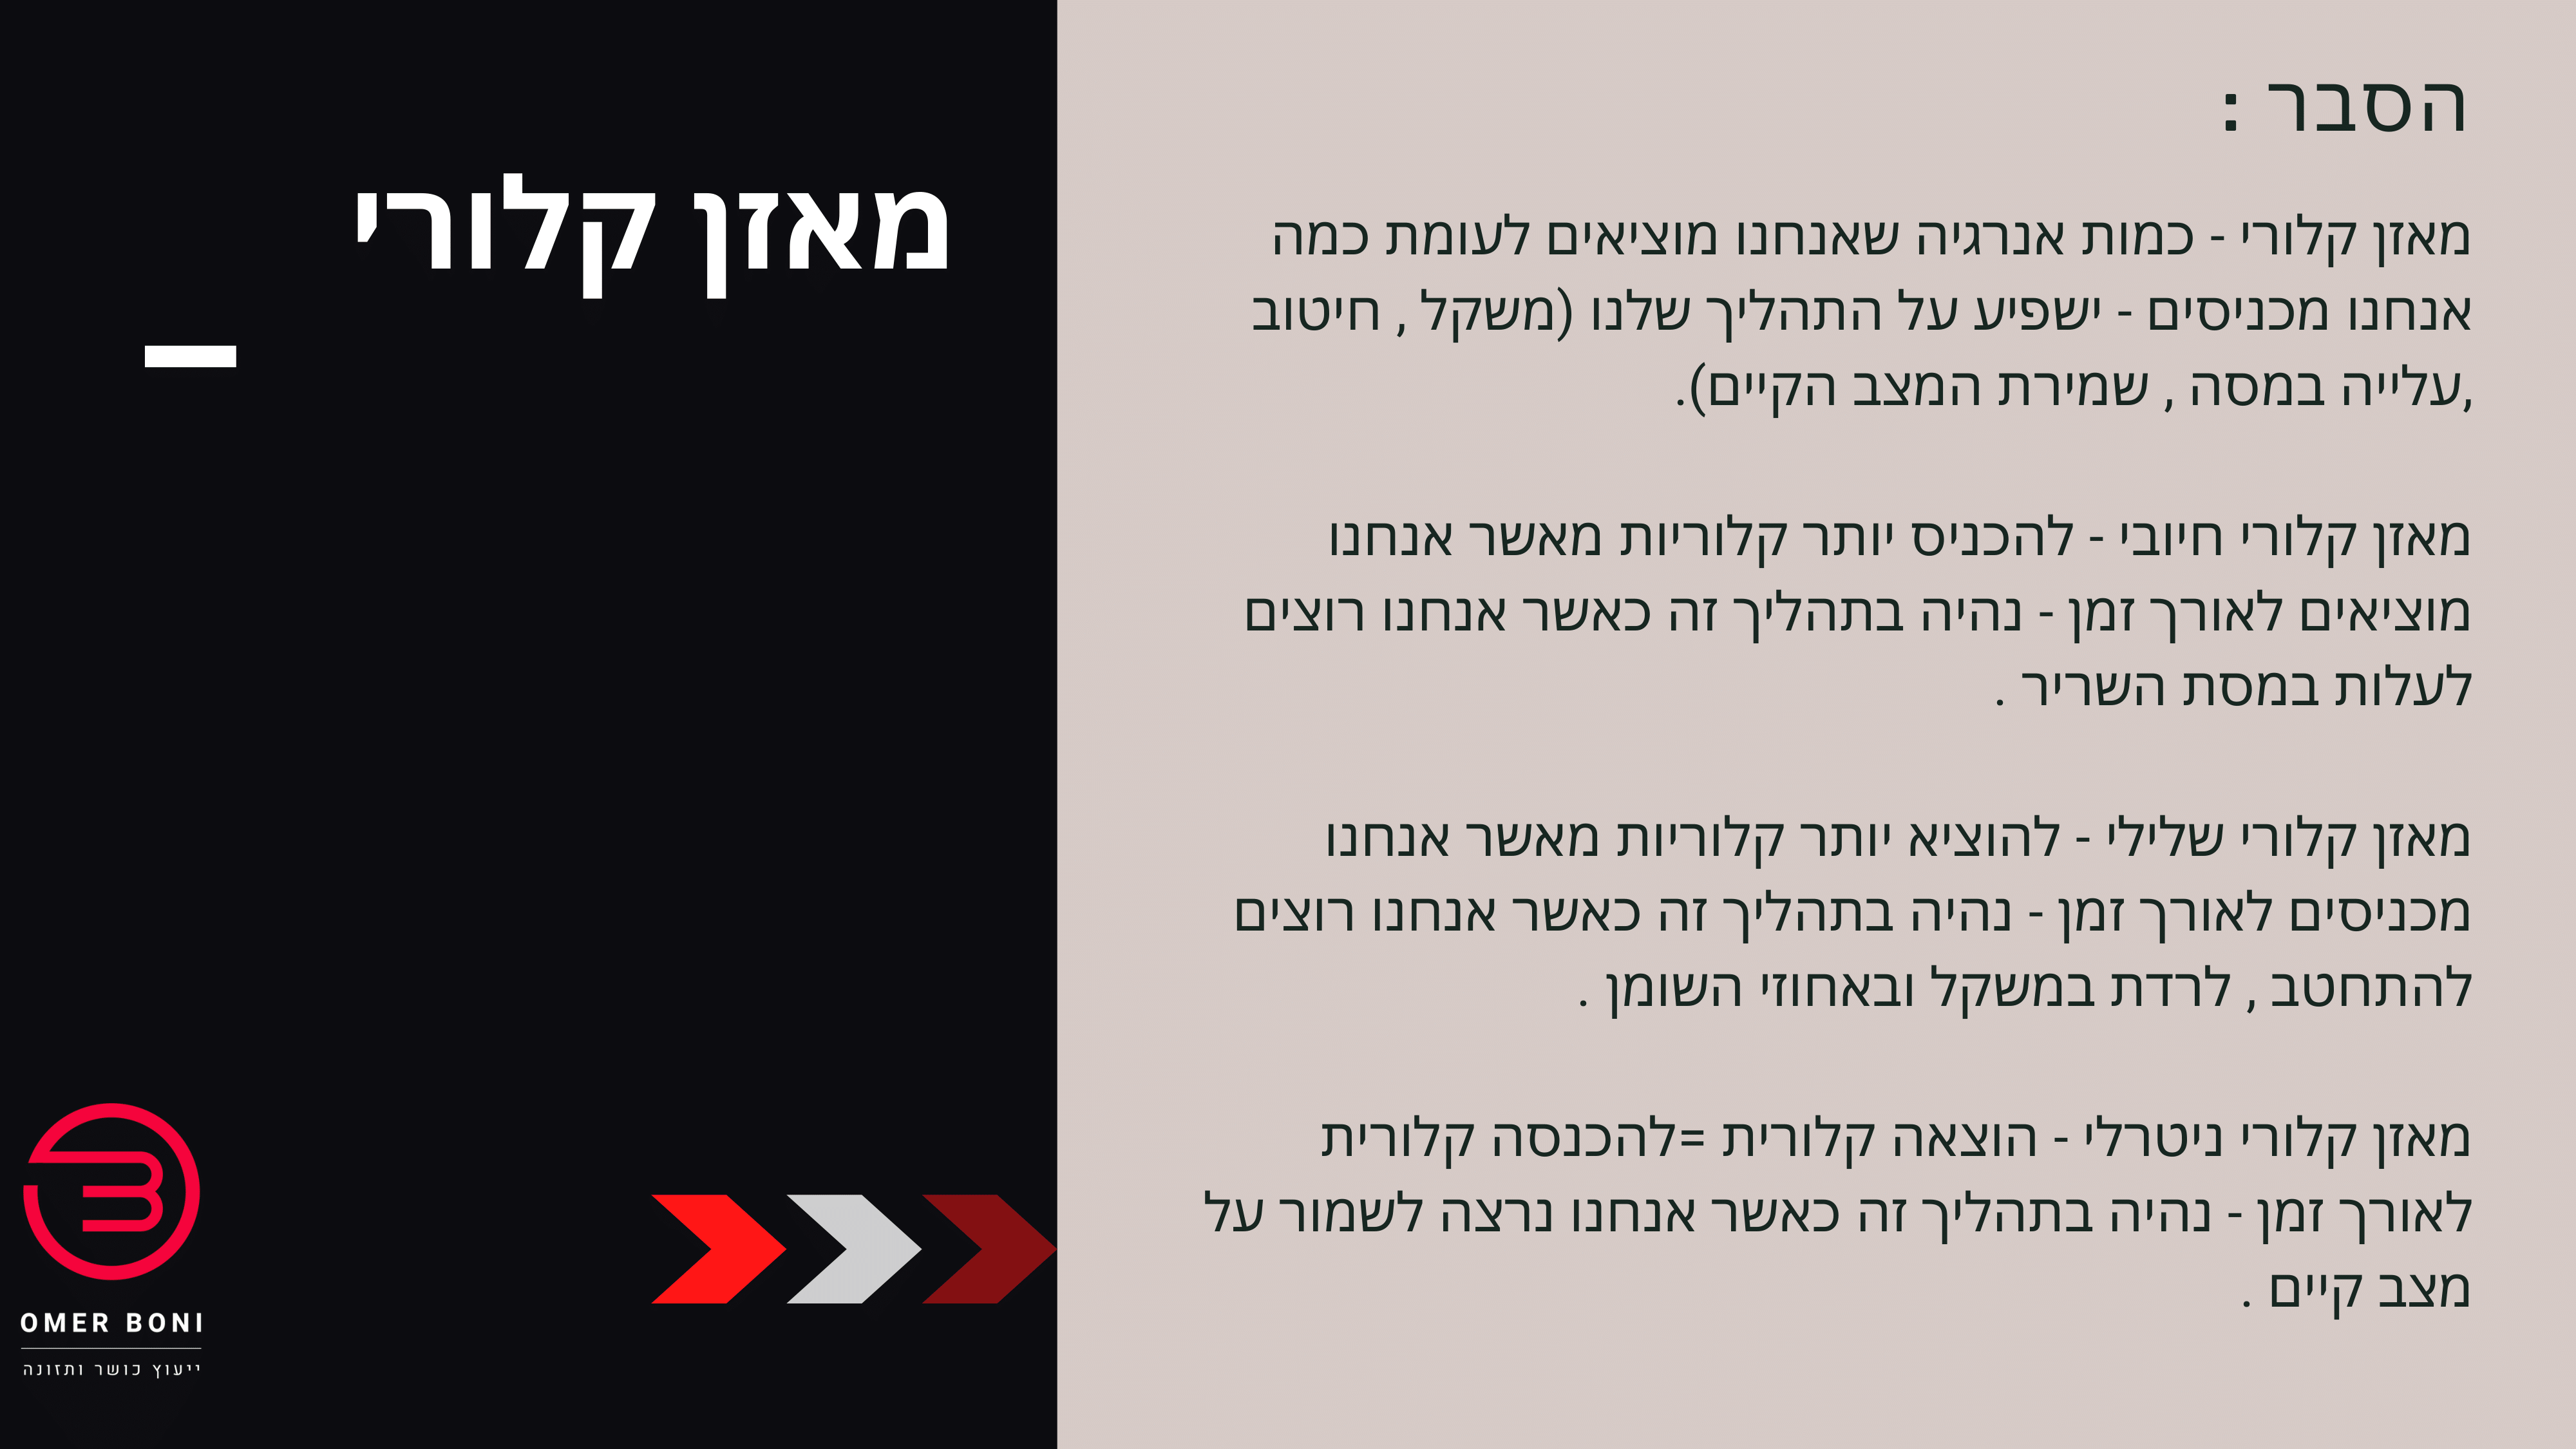 מאזן קלורי
הסבר :
מאזן קלורי - כמות אנרגיה שאנחנו מוציאים לעומת כמה
אנחנו מכניסים - ישפיע על התהליך שלנו (משקל , חיטוב
,עלייה במסה , שמירת המצב הקיים).
מאזן קלורי חיובי - להכניס יותר קלוריות מאשר אנחנו
מוציאים לאורך זמן - נהיה בתהליך זה כאשר אנחנו רוצים
לעלות במסת השריר .
מאזן קלורי שלילי - להוציא יותר קלוריות מאשר אנחנו
מכניסים לאורך זמן - נהיה בתהליך זה כאשר אנחנו רוצים
להתחטב , לרדת במשקל ובאחוזי השומן .
מאזן קלורי ניטרלי - הוצאה קלורית =להכנסה קלורית
לאורך זמן - נהיה בתהליך זה כאשר אנחנו נרצה לשמור על
מצב קיים .
OMER BONI
ייעוץ כושר ותזונה